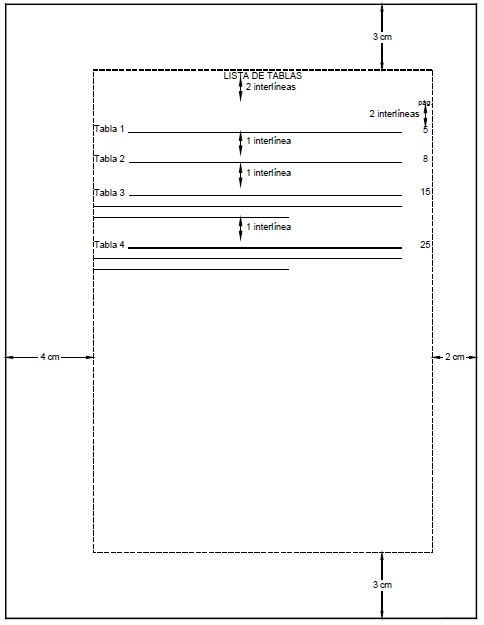 3 cm
LISTA DE TABLAS
2 interlíneas
pág.
2 interlíneas
Tabla 1 5
1 interlínea
Tabla 2 8
1 interlínea
Tabla 3 15
1 interlínea
Tabla 4 25
4 cm
2 cm
3 cm